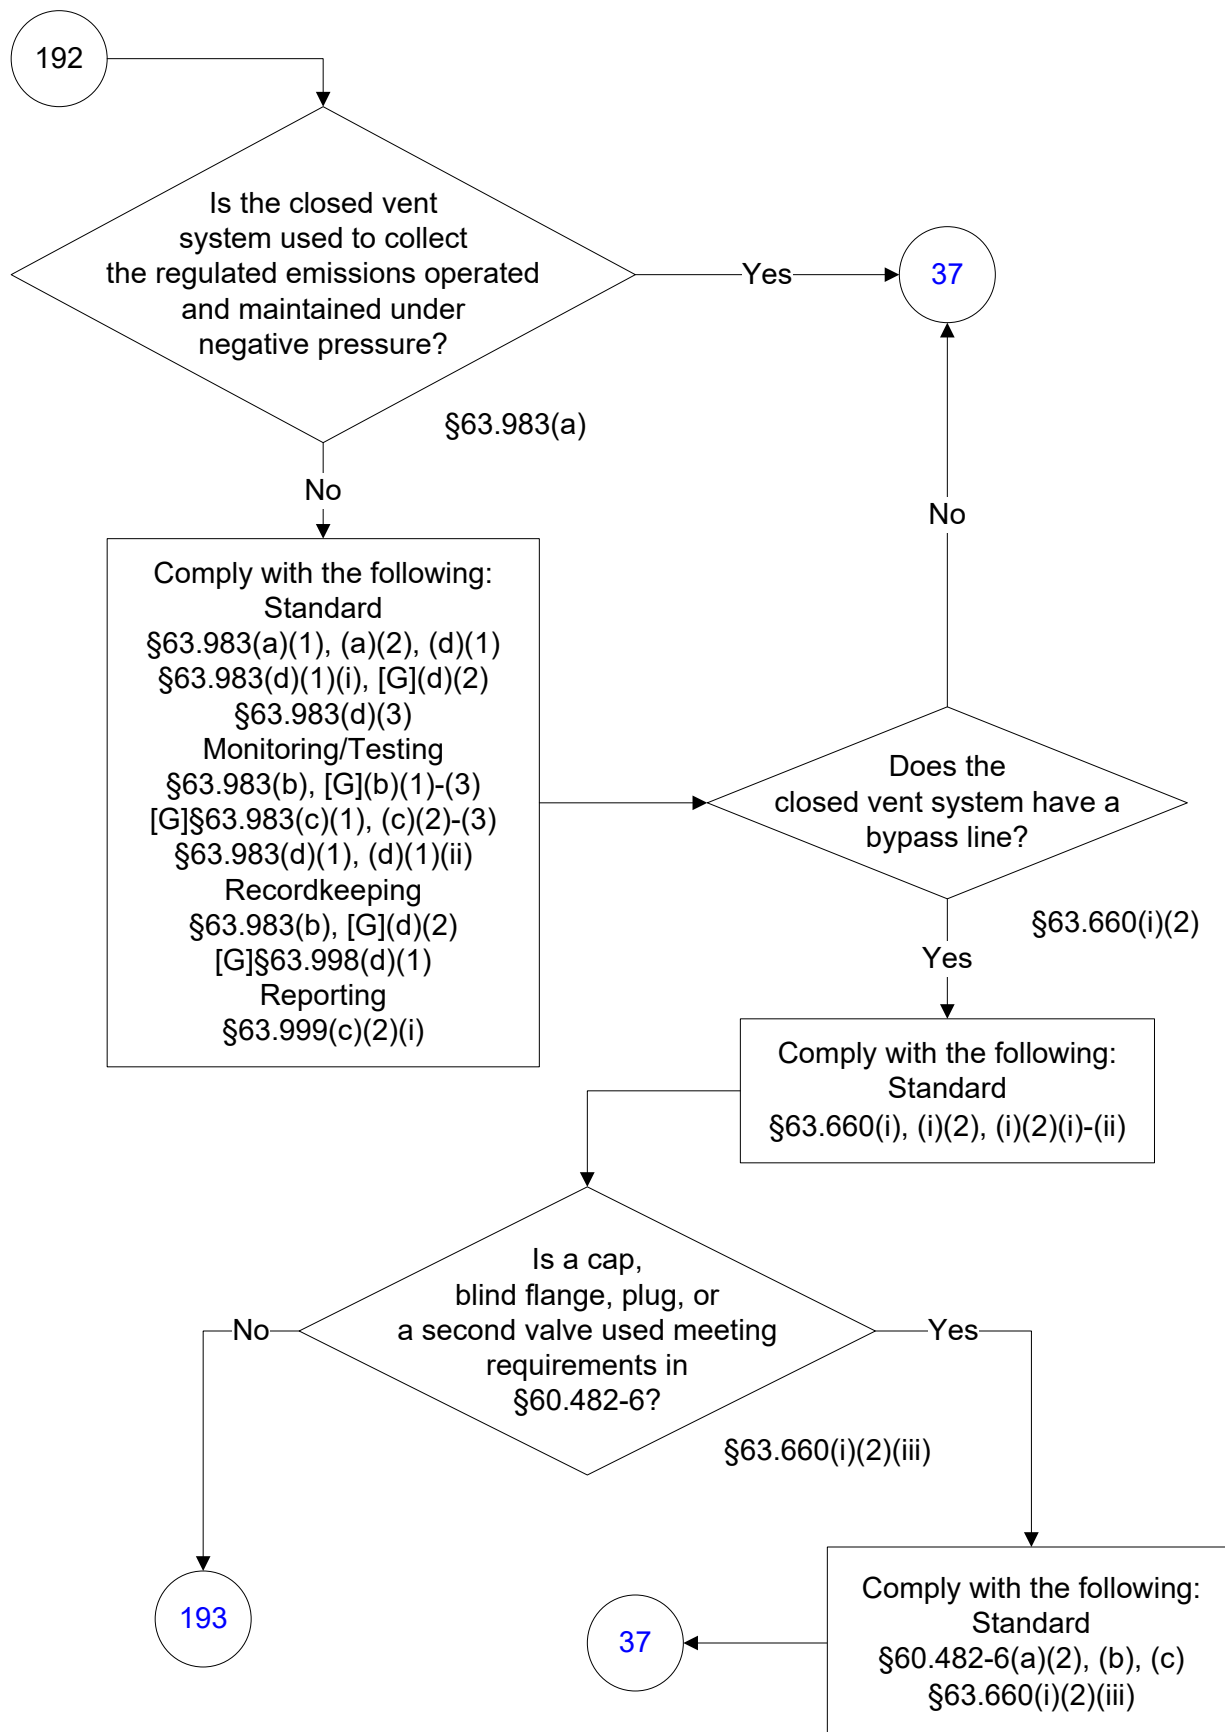 192
Is the closed vent
system used to collect
the regulated emissions operated
and maintained under
negative pressure?
Yes
37
§63.983(a)
No
No
Comply with the following:
Standard
§63.983(a)(1), (a)(2), (d)(1)
§63.983(d)(1)(i), [G](d)(2)
§63.983(d)(3)
Monitoring/Testing
§63.983(b), [G](b)(1)-(3)
[G]§63.983(c)(1), (c)(2)-(3)
§63.983(d)(1), (d)(1)(ii)
Recordkeeping
§63.983(b), [G](d)(2)
[G]§63.998(d)(1)
Reporting
§63.999(c)(2)(i)
Does the
closed vent system have a
bypass line?
§63.660(i)(2)
Yes
Comply with the following:
Standard
§63.660(i), (i)(2), (i)(2)(i)-(ii)
Is a cap,
blind flange, plug, or
a second valve used meeting
requirements in
§60.482-6?
No
Yes
§63.660(i)(2)(iii)
193
37
Comply with the following:
Standard
§60.482-6(a)(2), (b), (c)
§63.660(i)(2)(iii)